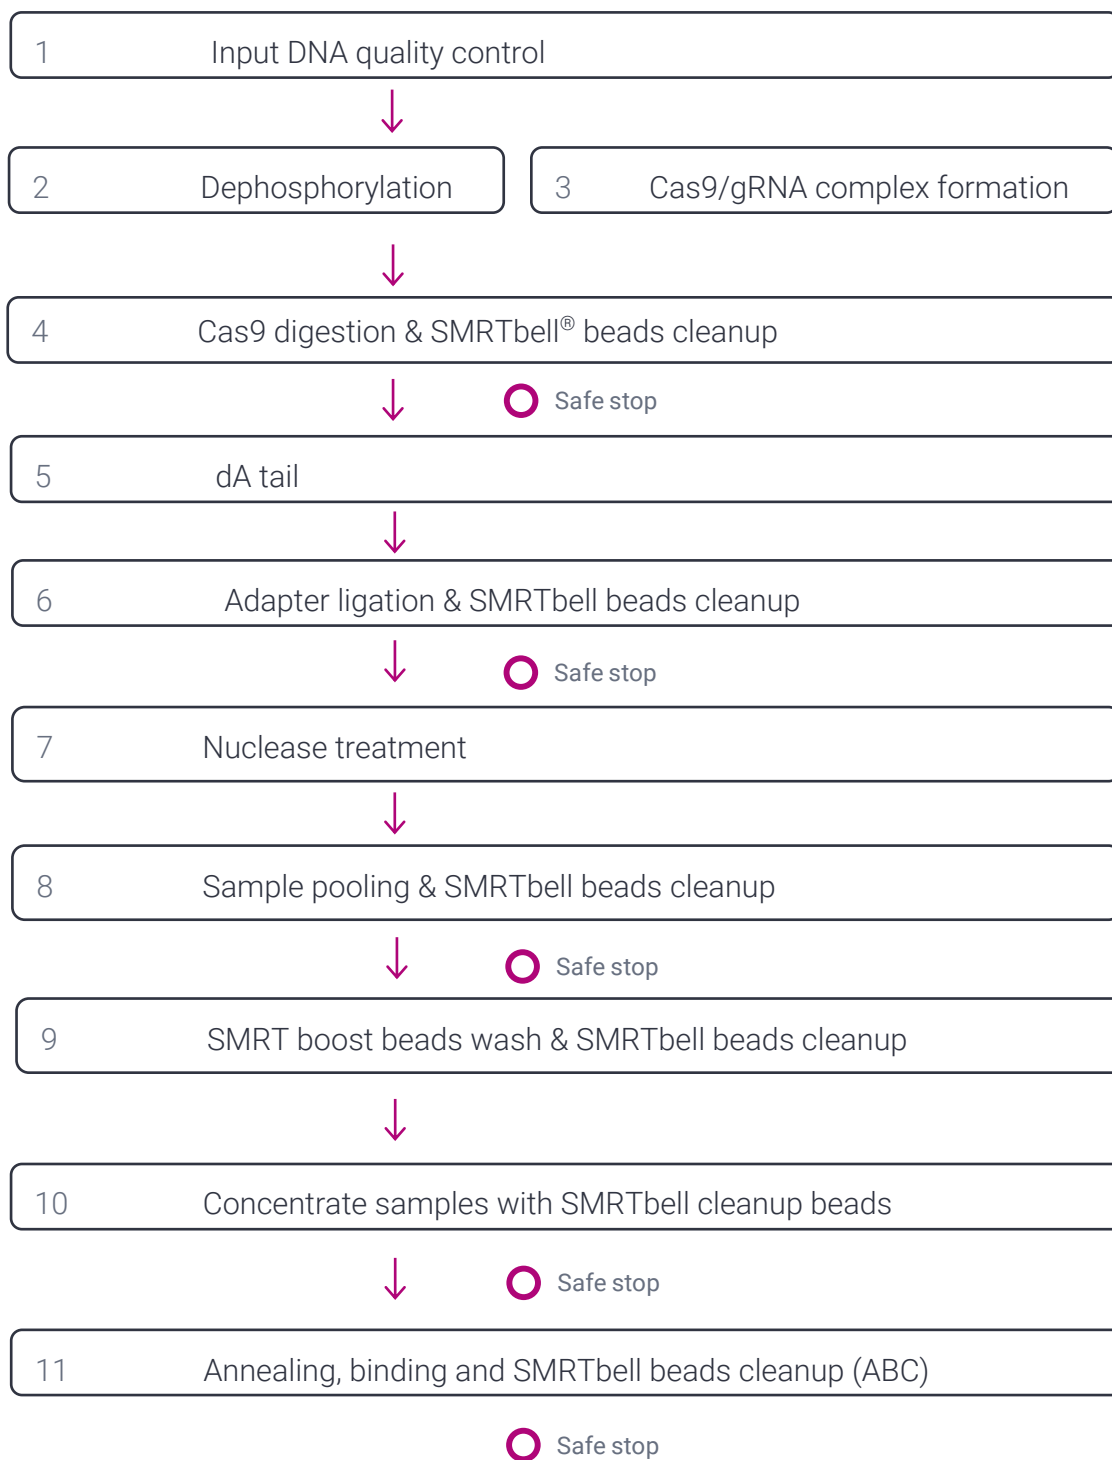 1 Input DNA quality control
2 Dephosphorylation 3 Cas9/gRNA complex formation
4 Cas9 digestion & SMRTbell® beads cleanup
Safe stop
5 dA tail
6 Adapter ligation & SMRTbell beads cleanup
Safe stop
7 Nuclease treatment
8 Sample pooling & SMRTbell beads cleanup
Safe stop
9 SMRT boost beads wash & SMRTbell beads cleanup
10 Concentrate samples with SMRTbell cleanup beads
Safe stop
11 Annealing, binding and SMRTbell beads cleanup (ABC)
Safe stop